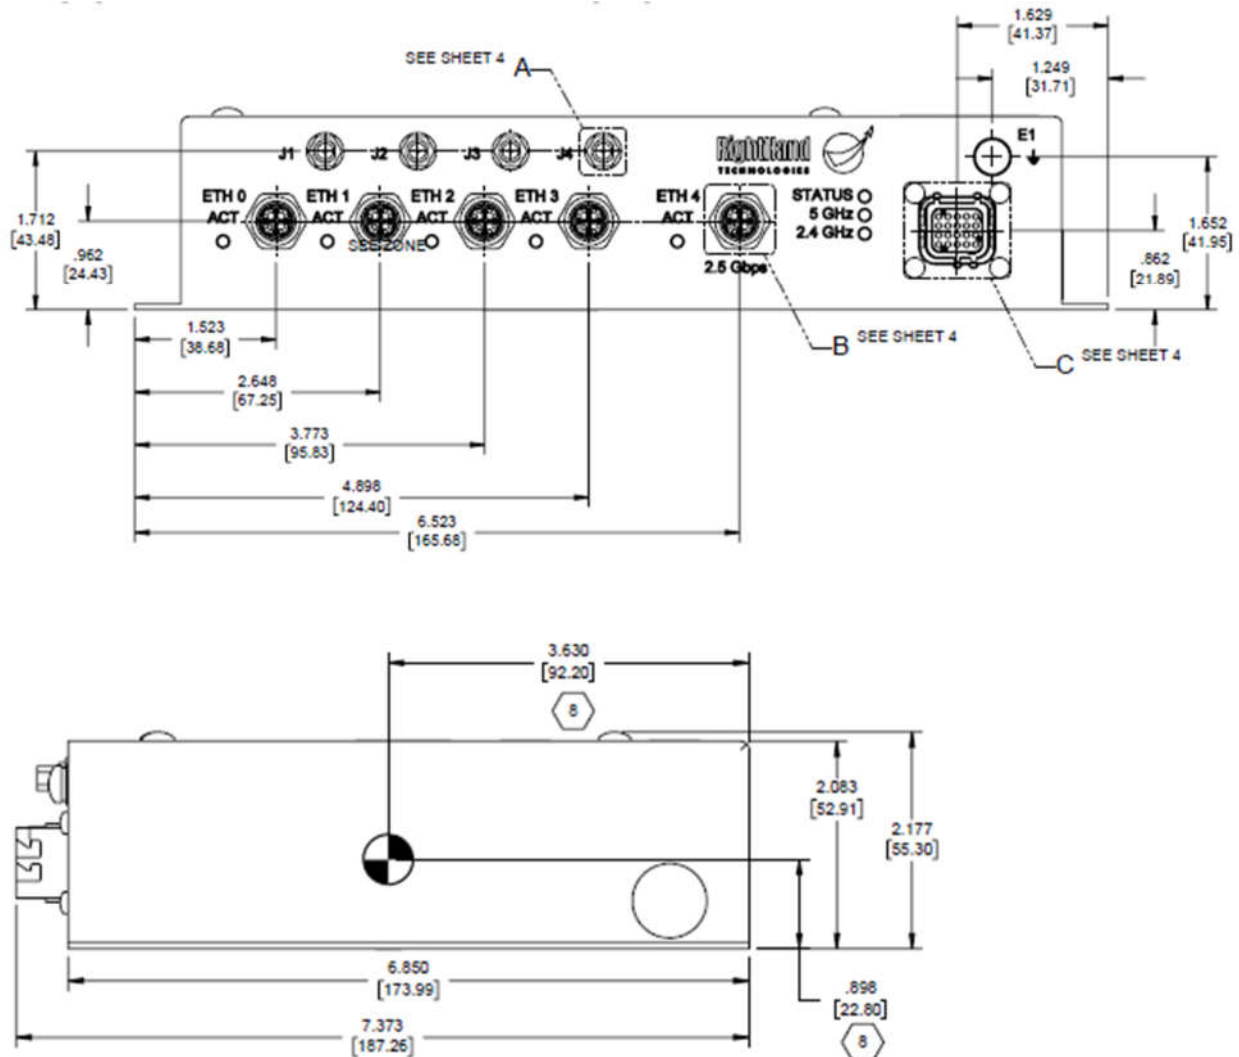 1.629
[41.37]
SEE SHEET 4
A
1.249
[31.71]
E1
J1
J2
J3
J4
RightHand
TECHNOLOGIES
ETH 0
ETH 1
ETH 2
ETH 3
ETH 4
STATUS
ACT
ACT
ACT
ACT
ACT
5 GHz
2.4 GHz
SEE ZONE
2.5 Gbps
1.712
[43.48]
.962
[24.43]
1.652
[41.95]
.862
[21.89]
1.523
[38.68]
B
SEE SHEET 4
C
SEE SHEET 4
2.648
[67.25]
3.773
[95.83]
4.898
[124.40]
6.523
[165.68]
3.630
[92.20]
8
2.083
[52.91]
2.177
[55.30]
6.850
[173.99]
.898
[22.80]
8
7.373
[187.26]